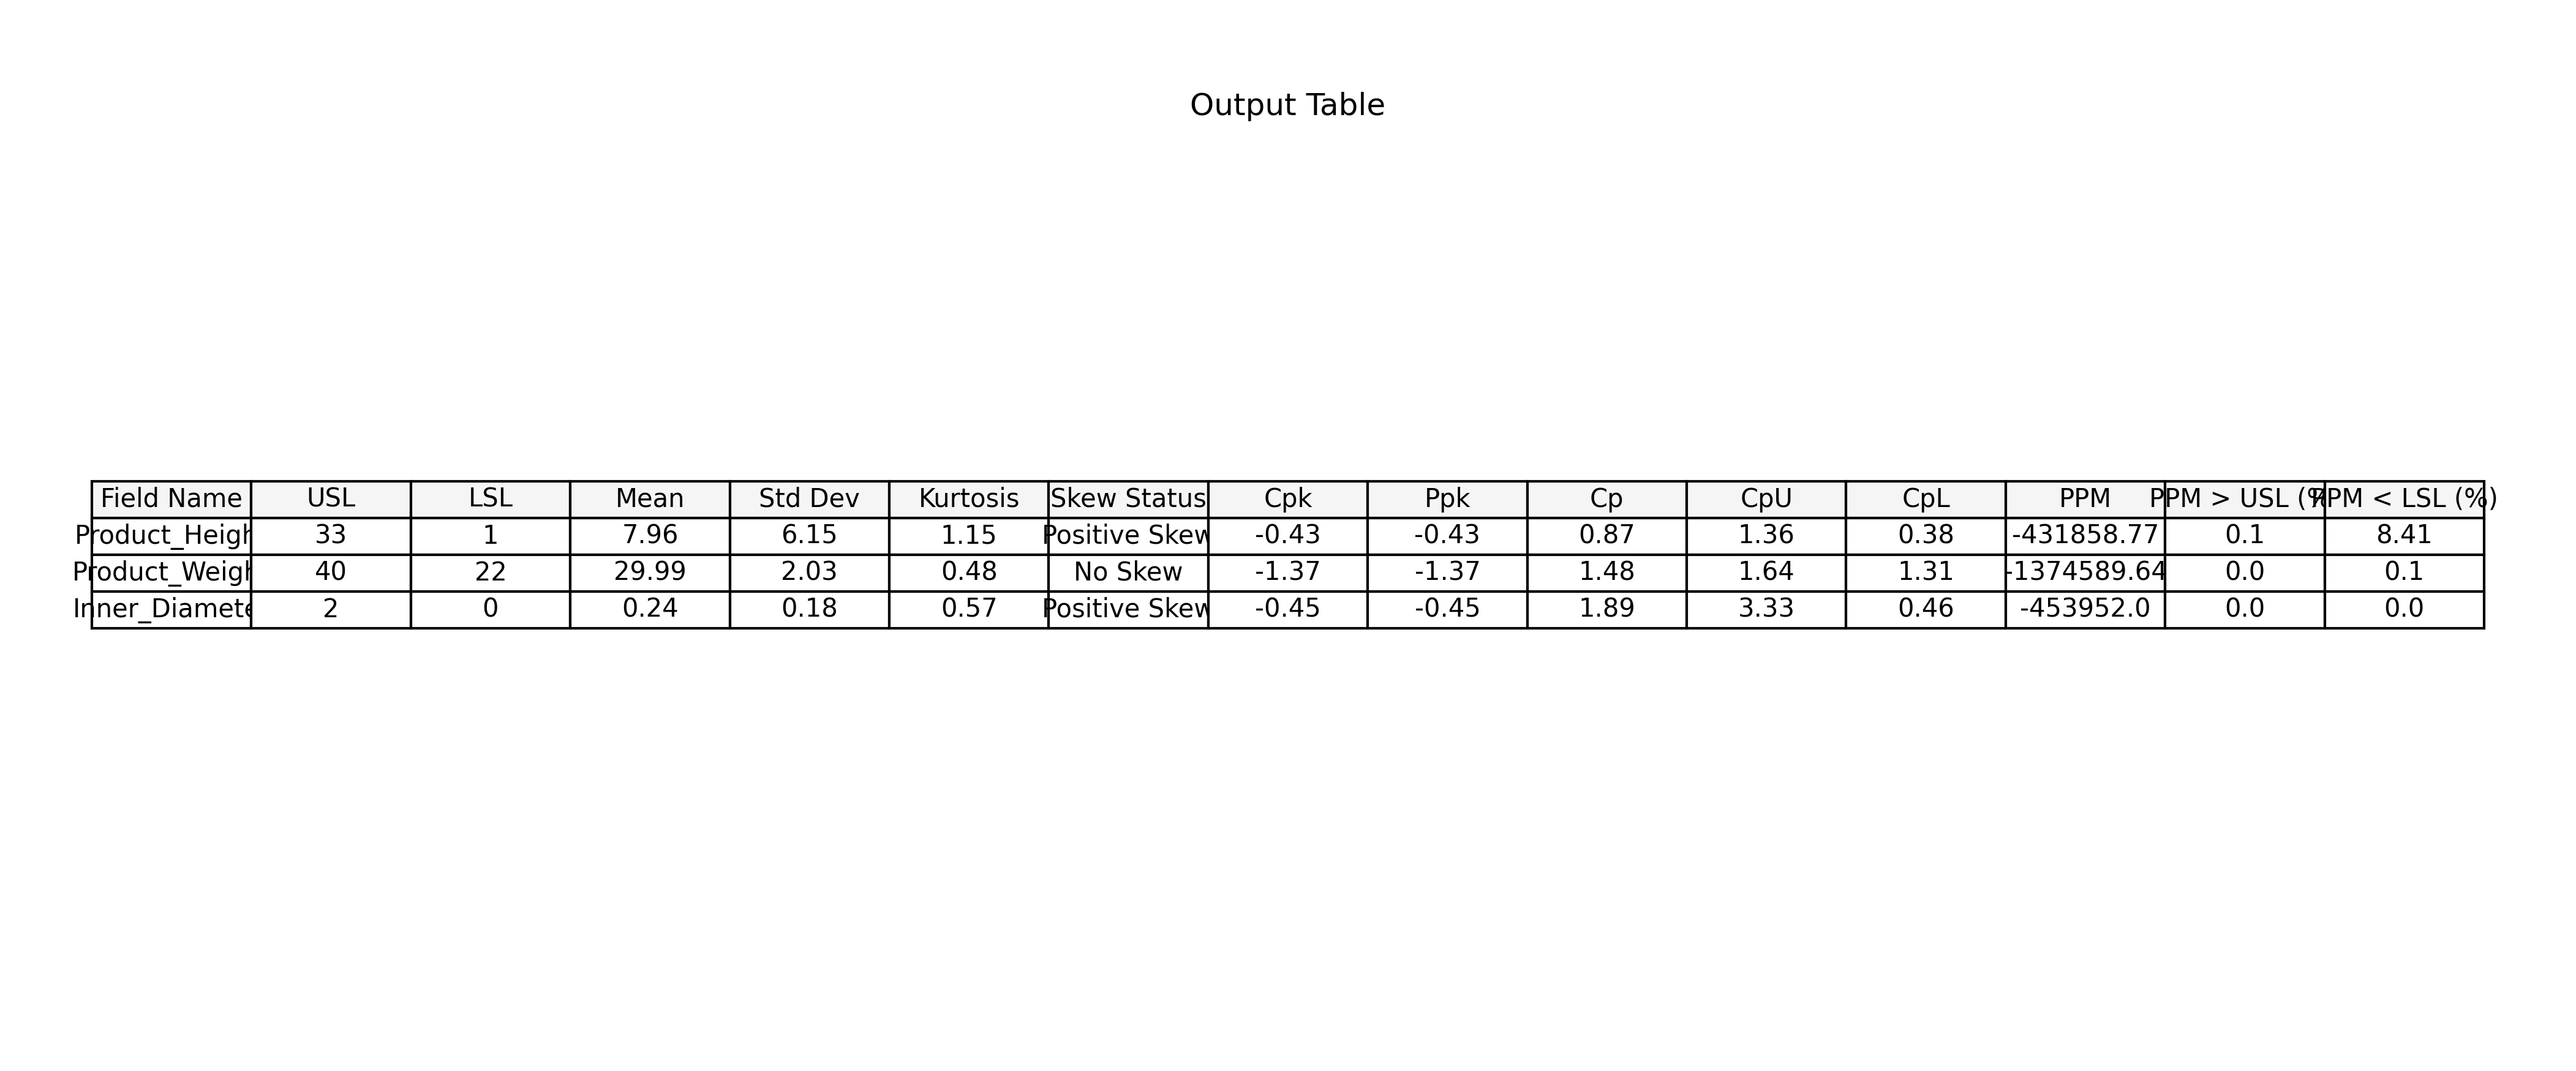 Output Table
Field Name USL LSL Mean Std Dev Kurtosis Skew Status Cpk Ppk Cp CpU CpL PPM PPM > USL (% PPM < LSL (%)
Product_Heigh 33 1 7.96 6.15 1.15 Positive Skew -0.43 -0.43 0.87 1.36 0.38 -431858.77 0.1 8.41
Product_Weigh 40 22 29.99 2.03 0.48 No Skew -1.37 -1.37 1.48 1.64 1.31 -1374589.64 0.0 0.1
Inner_Diamete 2 0 0.24 0.18 0.57 Positive Skew -0.45 -0.45 1.89 3.33 0.46 -453952.0 0.0 0.0